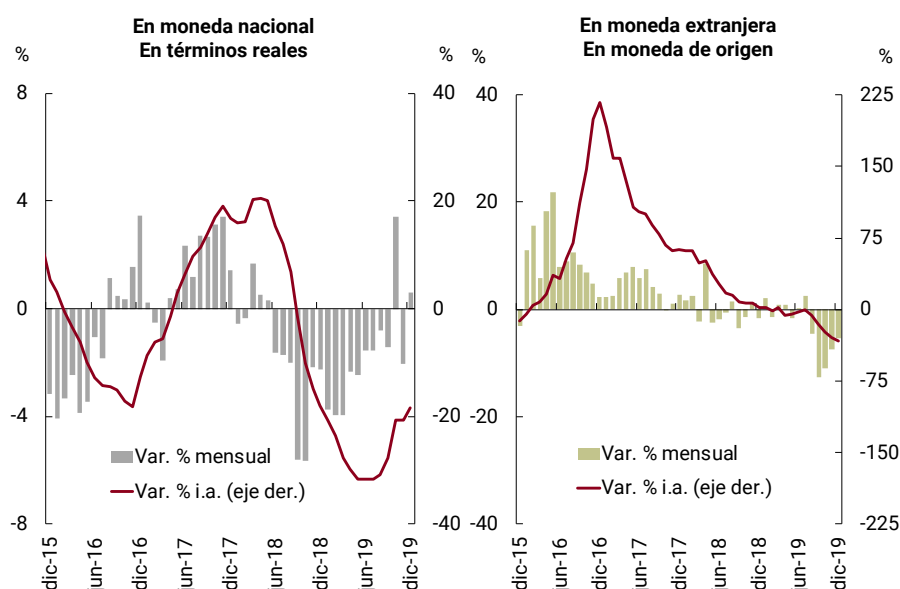 En moneda nacional
En términos reales
%
%
8
4
0
-4
-8
40
20
0
-20
-40
Var. % mensual
Var. % i.a. (eje der.)
dic-15
jun-16
dic-16
jun-17
dic-17
jun-18
dic-18
jun-19
dic-19
En moneda extranjera
En moneda de origen
%
%
40
20
0
-20
-40
225
150
75
0
-75
-150
-225
Var. % mensual
Var. % i.a. (eje der.)
dic-15
jun-16
dic-16
jun-17
dic-17
jun-18
dic-18
jun-19
dic-19